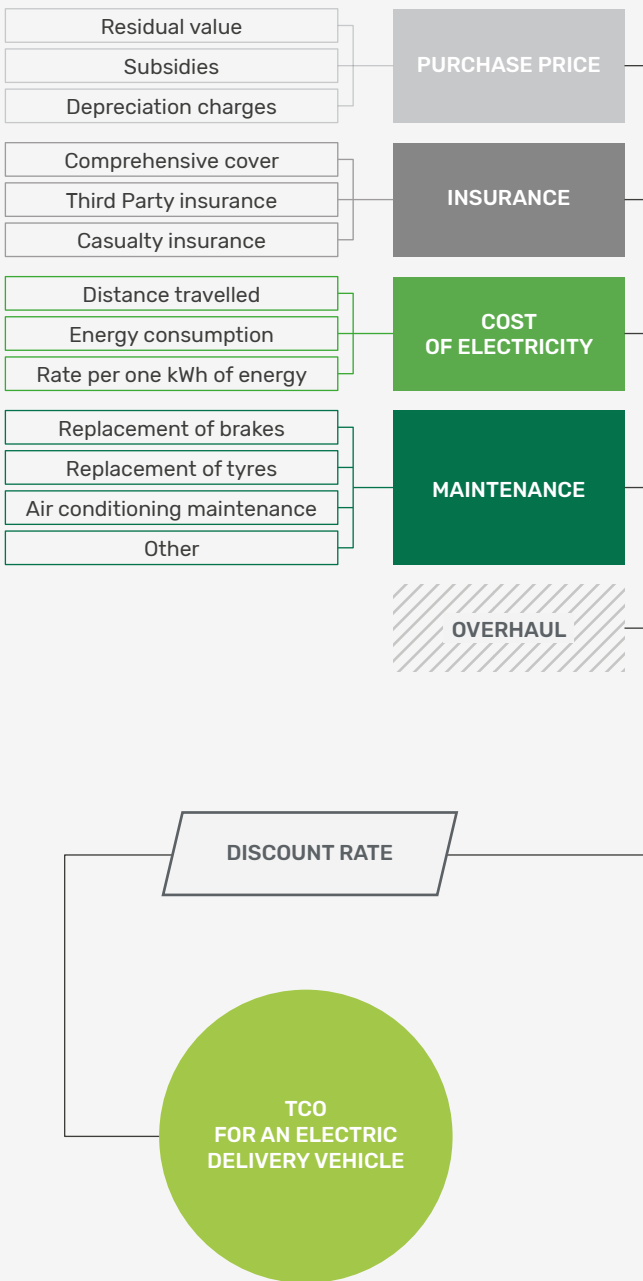 Residual value
Subsidies
Depreciation charges
PURCHASE PRICE
Comprehensive cover
Third Party insurance
Casualty insurance
INSURANCE
Distance travelled
Energy consumption
Rate per one kWh of energy
COST
OF ELECTRICITY
Replacement of brakes
Replacement of tyres
Air conditioning maintenance
Other
MAINTENANCE
OVERHAUL
DISCOUNT RATE
TCO
FOR AN ELECTRIC
DELIVERY VEHICLE